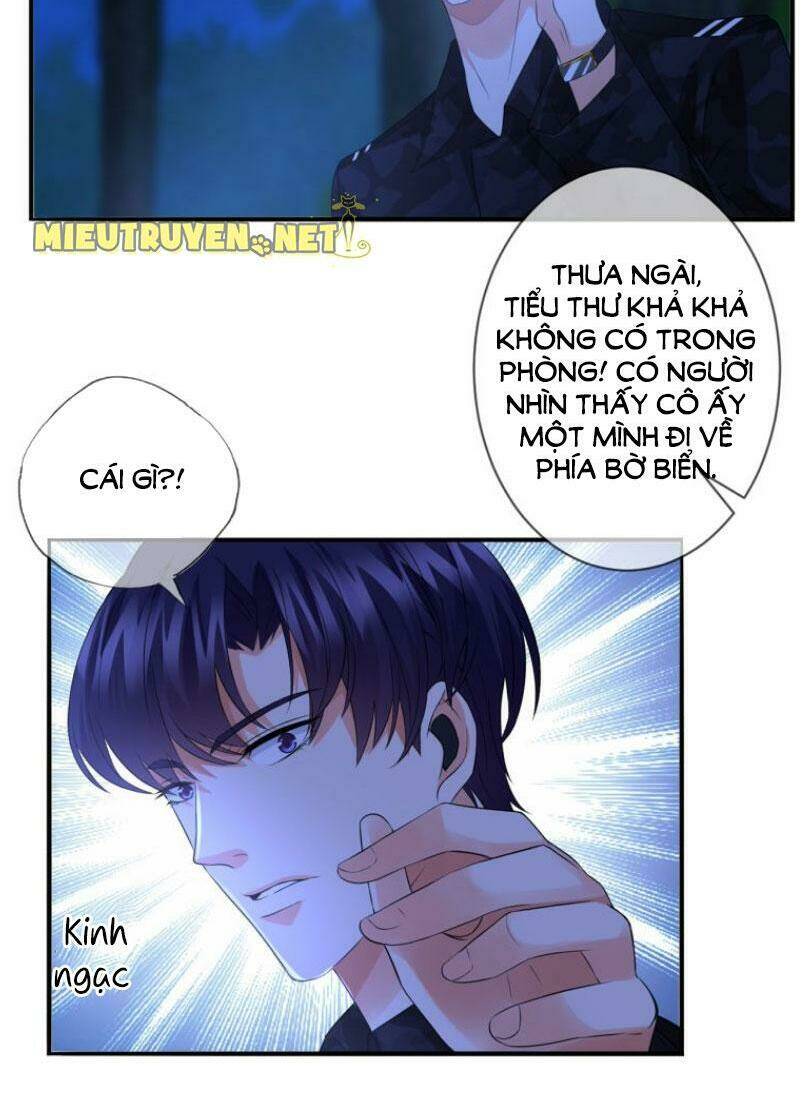 MIEUTRUYEN.NET
THƯA NGÀI,
TIỂU THƯ KHẢ KHẢ
KHÔNG CÓ TRONG
PHÒNG! CÓ NGƯỜI
NHÌN THẤY CÔ ẤY
MỘT MÌNH ĐI VỀ
PHÍA BỜ BIỂN.
CÁI GÌ?!
Kinh
ngạc